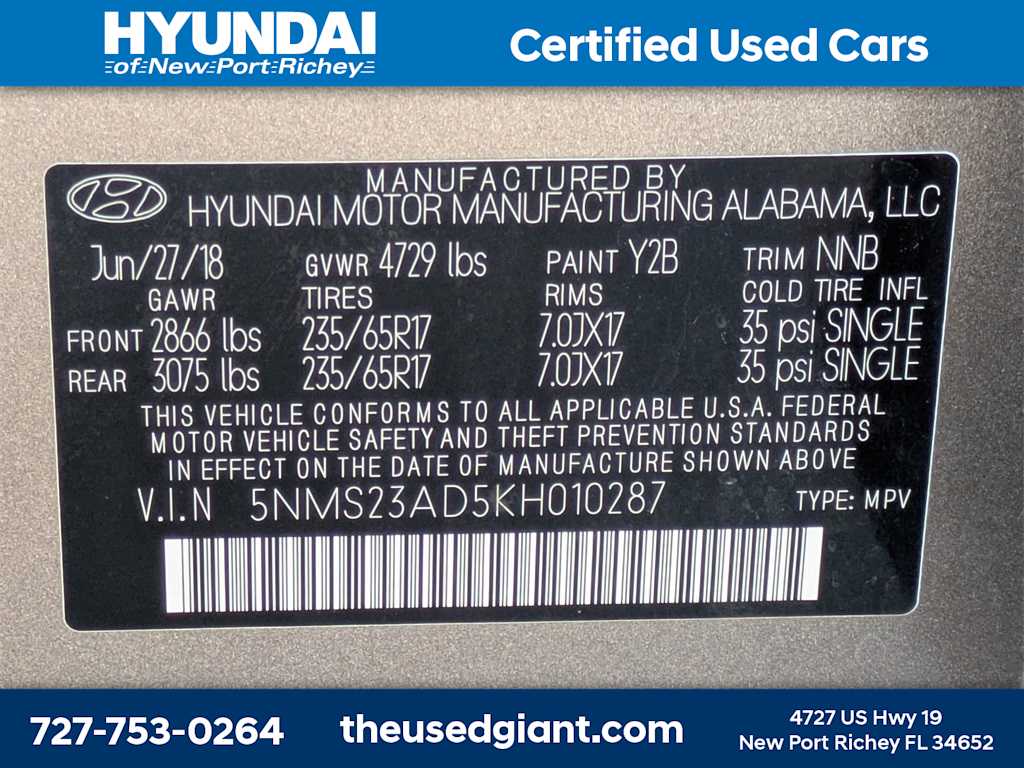 HYUNDAI
of New Port Richey
Certified Used Cars
MANUFACTURED BY
HYUNDAI MOTOR MANUFACTURING ALABAMA, LLC
Jun/27/18 GVWR 4729 lbs PAINT Y2B TRIM NNB
GAWR TIRES RIMS COLD TIRE INFL
FRONT 2866 lbs 235/65R17 7.0JX17 35 psi SINGLE
REAR 3075 lbs 235/65R17 7.0JX17 35 psi SINGLE
THIS VEHICLE CONFORMS TO ALL APPLICABLE U.S.A. FEDERAL
MOTOR VEHICLE SAFETY AND THEFT PREVENTION STANDARDS
IN EFFECT ON THE DATE OF MANUFACTURE SHOWN ABOVE
V.I.N 5NMS23AD5KH010287 TYPE: MPV
727-753-0264
theusedgiant.com
4727 US Hwy 19
New Port Richey FL 34652